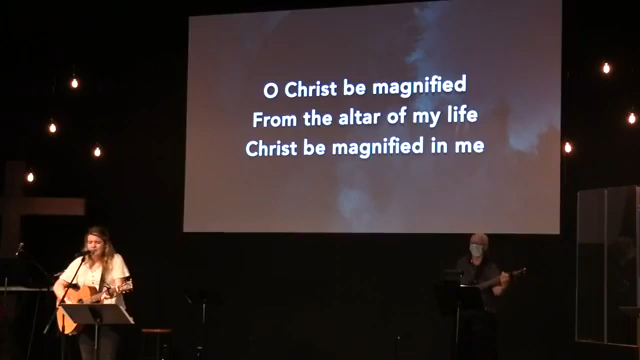 O Christ be magnified
From the altar of my life
Christ be magnified in me